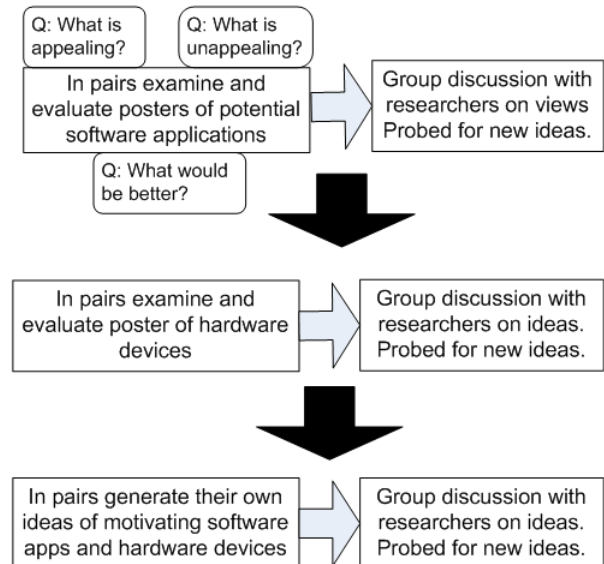 Q: What is
appealing?
Q: What is
unappealing?
In pairs examine and
evaluate posters of potential
software applications
Q: What would
be better?
Group discussion with
researchers on views
Probed for new ideas.
In pairs examine and
evaluate poster of hardware
devices
Group discussion with
researchers on ideas.
Probed for new ideas.
In pairs generate their own
ideas of motivating software
apps and hardware devices
Group discussion with
researchers on ideas.
Probed for new ideas.